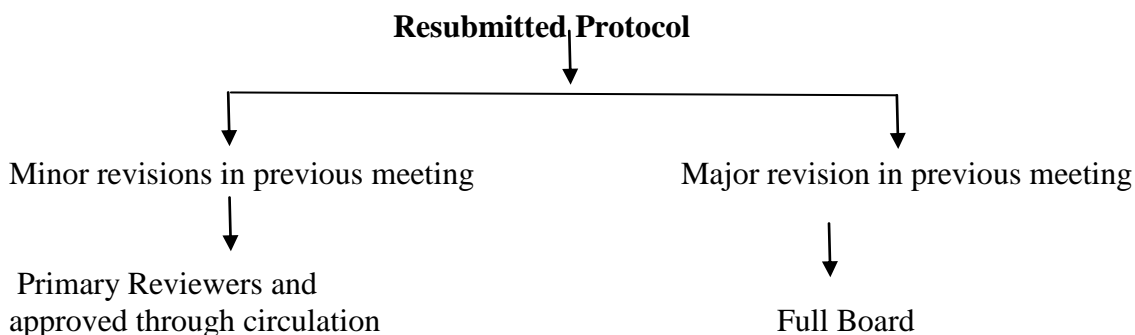 Resubmitted Protocol
Minor revisions in previous meeting
Major revision in previous meeting
Primary Reviewers and
approved through circulation
Full Board